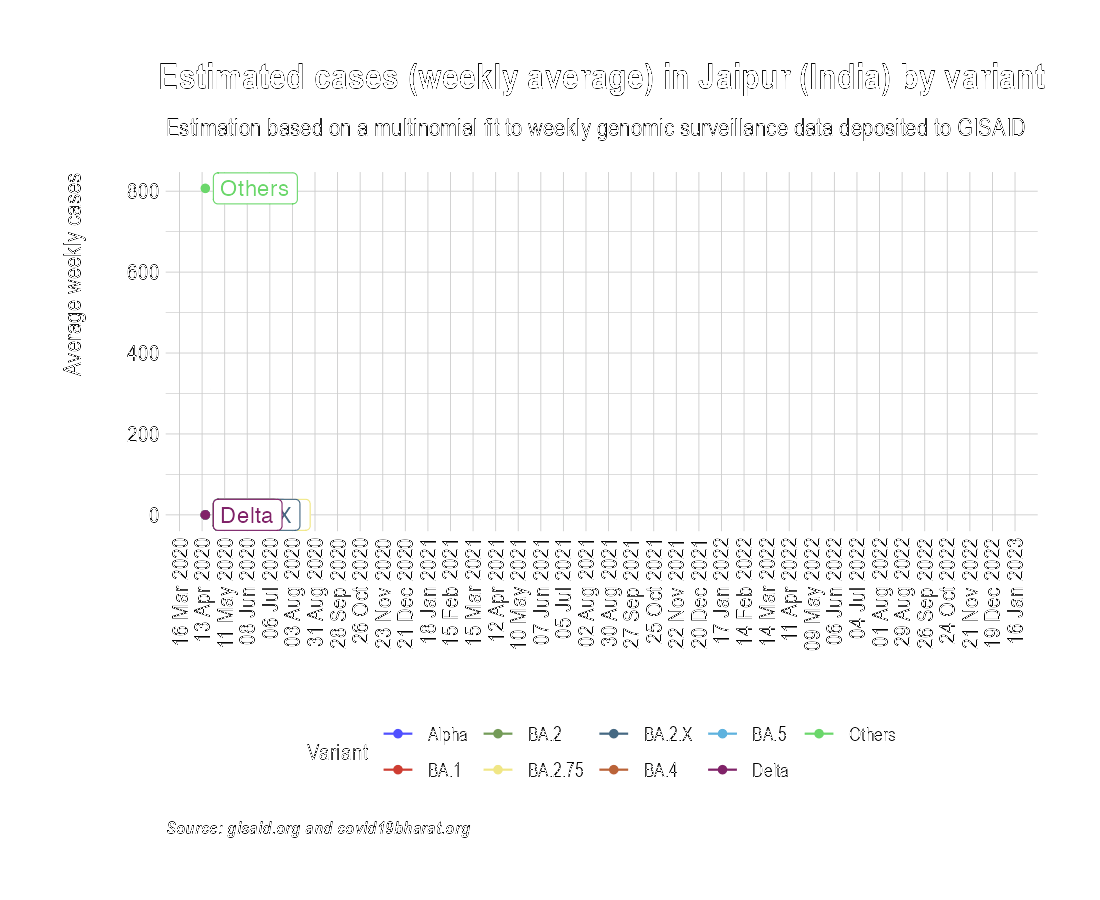 Estimated cases (weekly average) in Jaipur (India) by variant
Estimation based on a multinomial fit to weekly genomic surveillance data deposited to GISAID
Average weekly cases
800
600
400
200
0
Others
Delta
X
16 Mar 2020
13 Apr 2020
11 May 2020
08 Jun 2020
06 Jul 2020
03 Aug 2020
31 Aug 2020
28 Sep 2020
26 Oct 2020
23 Nov 2020
21 Dec 2020
18 Jan 2021
15 Feb 2021
15 Mar 2021
12 Apr 2021
10 May 2021
07 Jun 2021
05 Jul 2021
02 Aug 2021
30 Aug 2021
27 Sep 2021
25 Oct 2021
22 Nov 2021
20 Dec 2021
17 Jan 2022
14 Feb 2022
14 Mar 2022
11 Apr 2022
09 May 2022
06 Jun 2022
04 Jul 2022
01 Aug 2022
29 Aug 2022
26 Sep 2022
24 Oct 2022
21 Nov 2022
19 Dec 2022
16 Jan 2023
Variant
Alpha BA.2 BA.2.X BA.5 Others
BA.1 BA.2.75 BA.4 Delta
Source: gisaid.org and covid19bharat.org